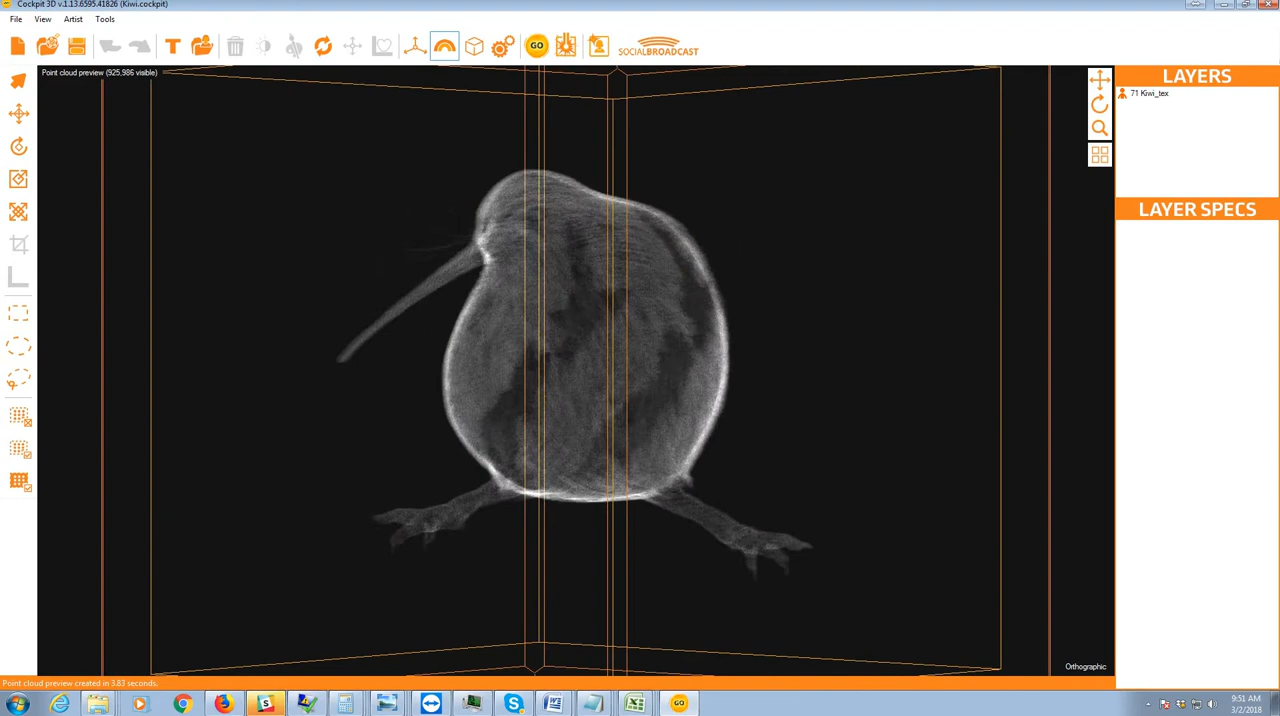 Cockpit 3D v.1.13.6595.41826 (Kiwi.cockpit)
File View Artist Tools
T
GO
SOCIALBROADCAST
Point cloud preview (925,986 visible)
LAYERS
71 Kiwi_tex
LAYER SPECS
Orthographic
Point cloud preview created in 3.83 seconds.
9:51 AM
3/2/2018